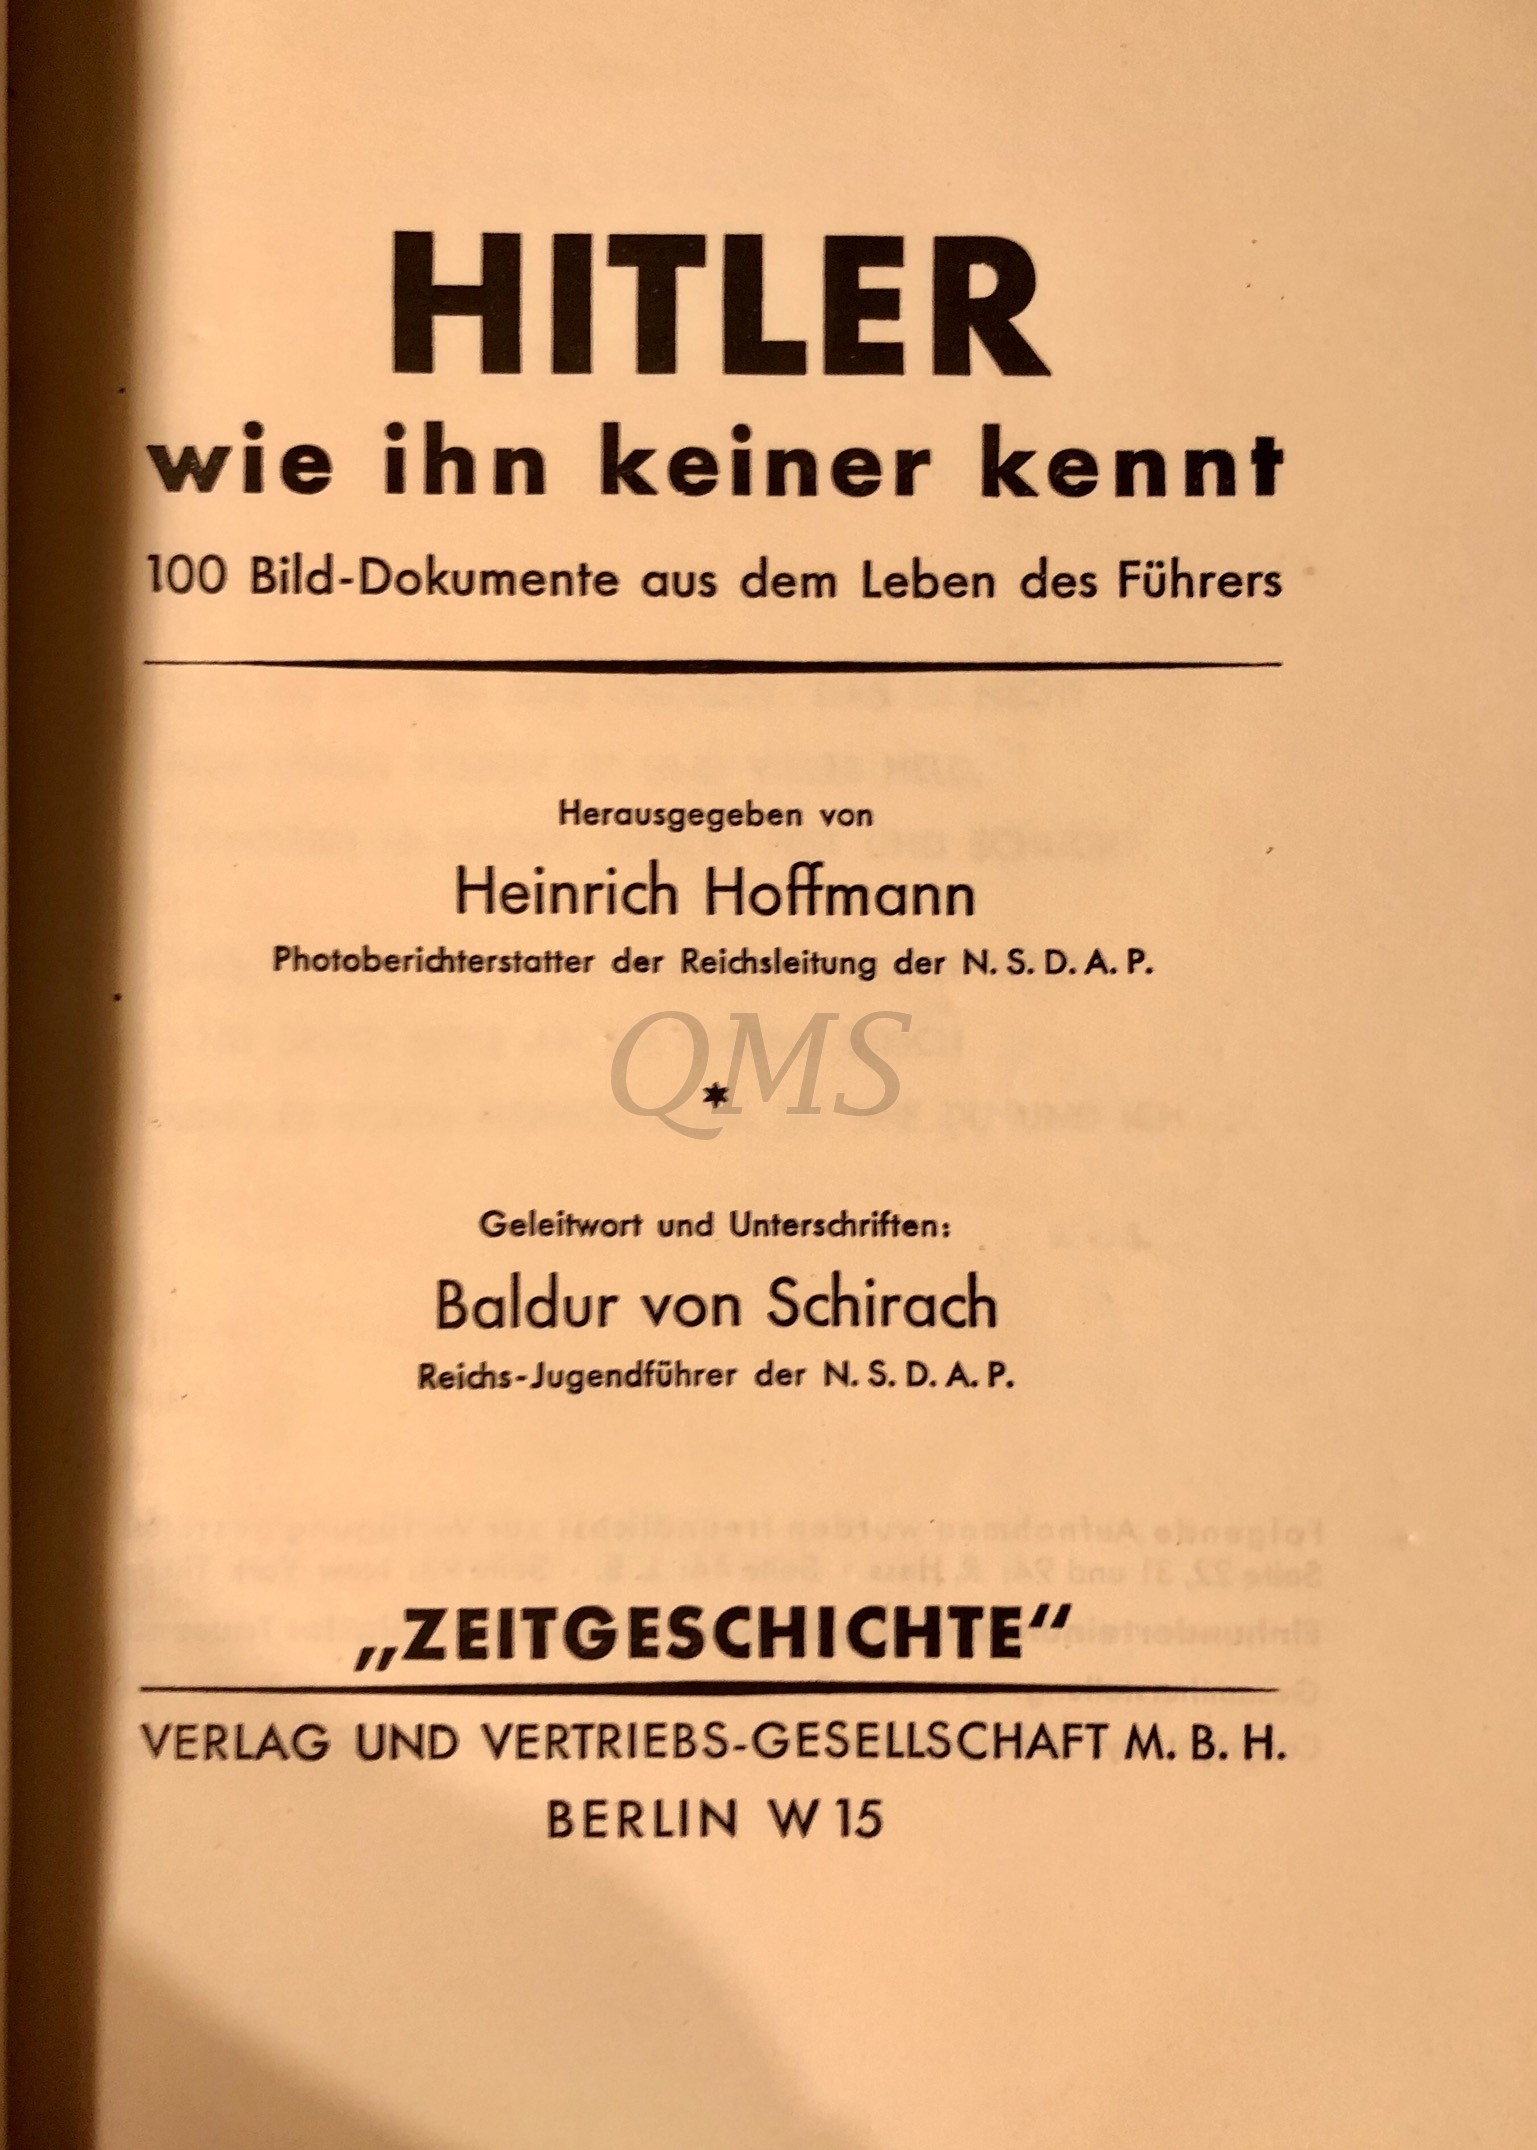 HITLER
wie ihn keiner kennt
100 Bild-Dokumente aus dem Leben des Führers
Herausgegeben von
Heinrich Hoffmann
Photoberichterstatter der Reichsleitung der N. S. D. A. P.
QMS
*
Geleitwort und Unterschriften:
Baldur von Schirach
Reichs-Jugendführer der N. S. D. A. P.
„ZEITGESCHICHTE“
VERLAG UND VERTRIEBS-GESELLSCHAFT M. B. H.
BERLIN W 15